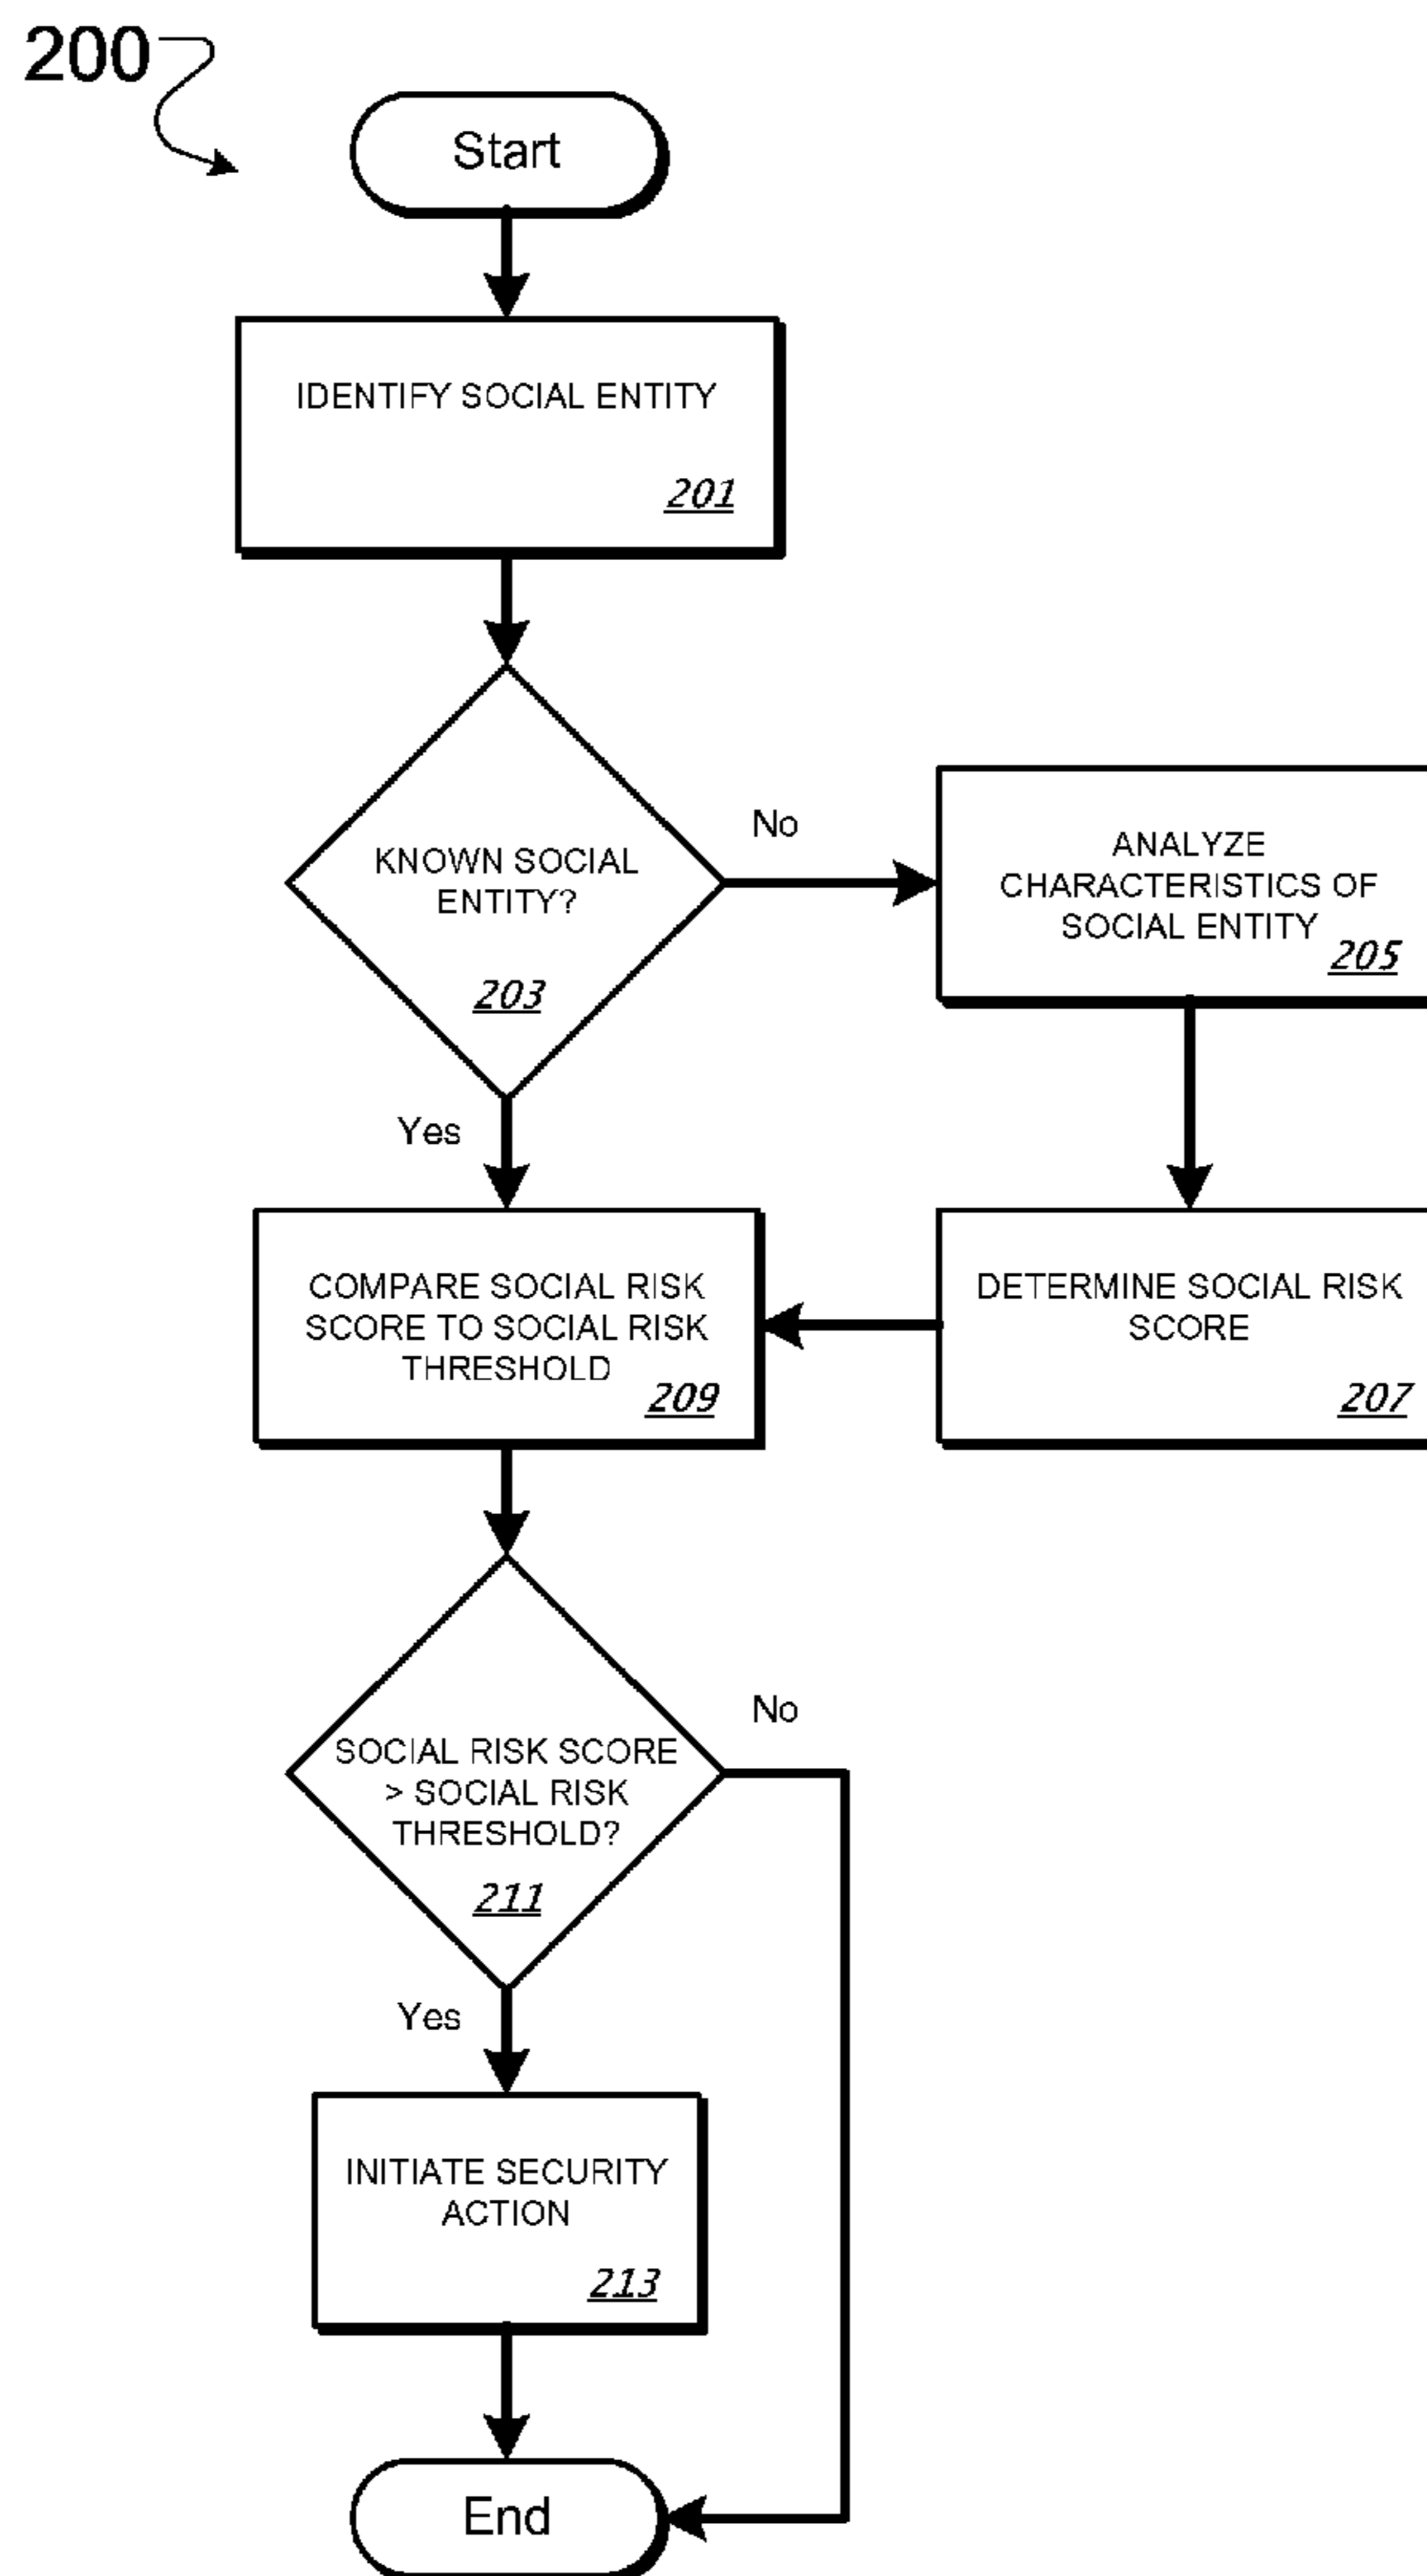 200
Start
IDENTIFY SOCIAL ENTITY
201
KNOWN SOCIAL
ENTITY?
203
No
Yes
ANALYZE
CHARACTERISTICS OF
SOCIAL ENTITY
205
DETERMINE SOCIAL RISK
SCORE
207
COMPARE SOCIAL RISK
SCORE TO SOCIAL RISK
THRESHOLD
209
SOCIAL RISK SCORE
> SOCIAL RISK
THRESHOLD?
211
No
Yes
INITIATE SECURITY
ACTION
213
End